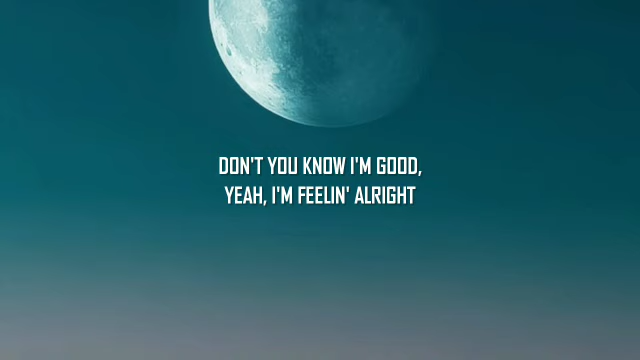 DON'T YOU KNOW I'M GOOD,
YEAH, I'M FEELIN' ALRIGHT